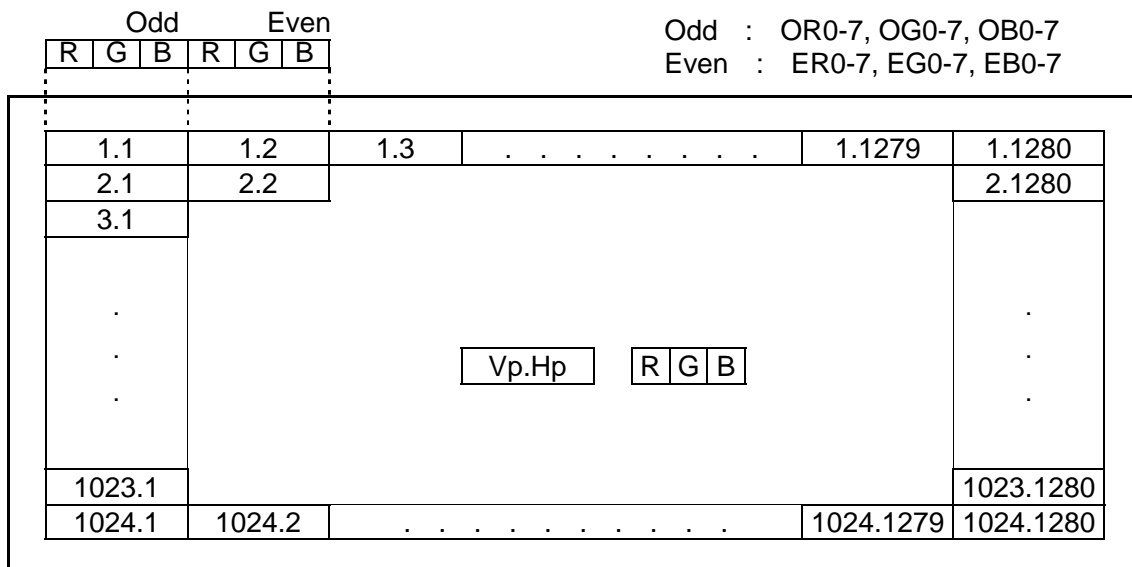 Odd Even
R G B R G B
Odd : OR0-7, OG0-7, OB0-7
Even : ER0-7, EG0-7, EB0-7
1.1 1.2 1.3 . . . . . . . . 1.1279 1.1280
2.1 2.2 2.1280
3.1
. .
. .
Vp.Hp R G B
. .
1023.1 1023.1280
1024.1 1024.2 . . . . . . . . . . 1024.1279 1024.1280